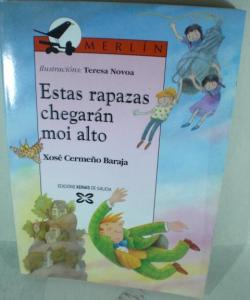 MERLÍN
Ilustracións: Teresa Novoa
Estas rapazas
chegarán
moi alto
Xosé Cermeño Baraja
EDICIÓNS XERAIS DE GALICIA